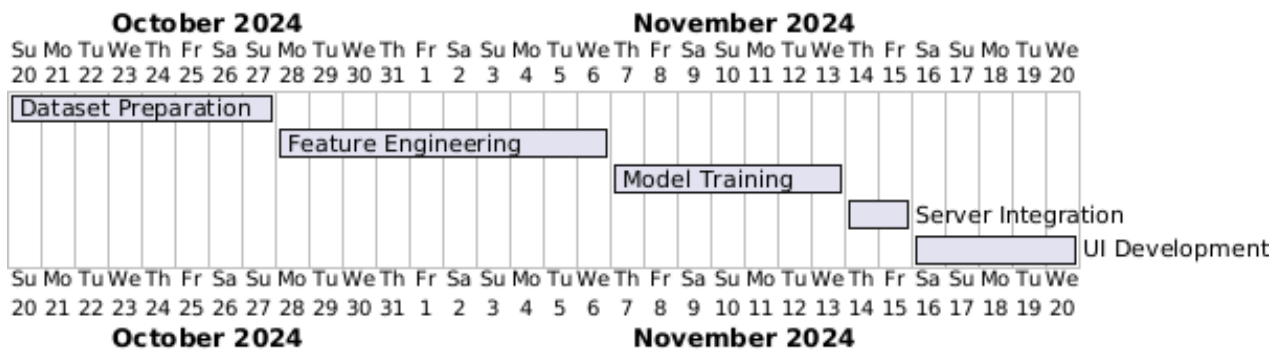 October 2024 November 2024
Su Mo Tu We Th Fr Sa Su Mo Tu We Th Fr Sa Su Mo Tu We Th Fr Sa Su Mo Tu We Th Fr Sa Su Mo Tu We
20 21 22 23 24 25 26 27 28 29 30 31 1 2 3 4 5 6 7 8 9 10 11 12 13 14 15 16 17 18 19 20
Dataset Preparation
Feature Engineering
Model Training
Server Integration
UI Development
Su Mo Tu We Th Fr Sa Su Mo Tu We Th Fr Sa Su Mo Tu We Th Fr Sa Su Mo Tu We Th Fr Sa Su Mo Tu We
20 21 22 23 24 25 26 27 28 29 30 31 1 2 3 4 5 6 7 8 9 10 11 12 13 14 15 16 17 18 19 20
October 2024 November 2024